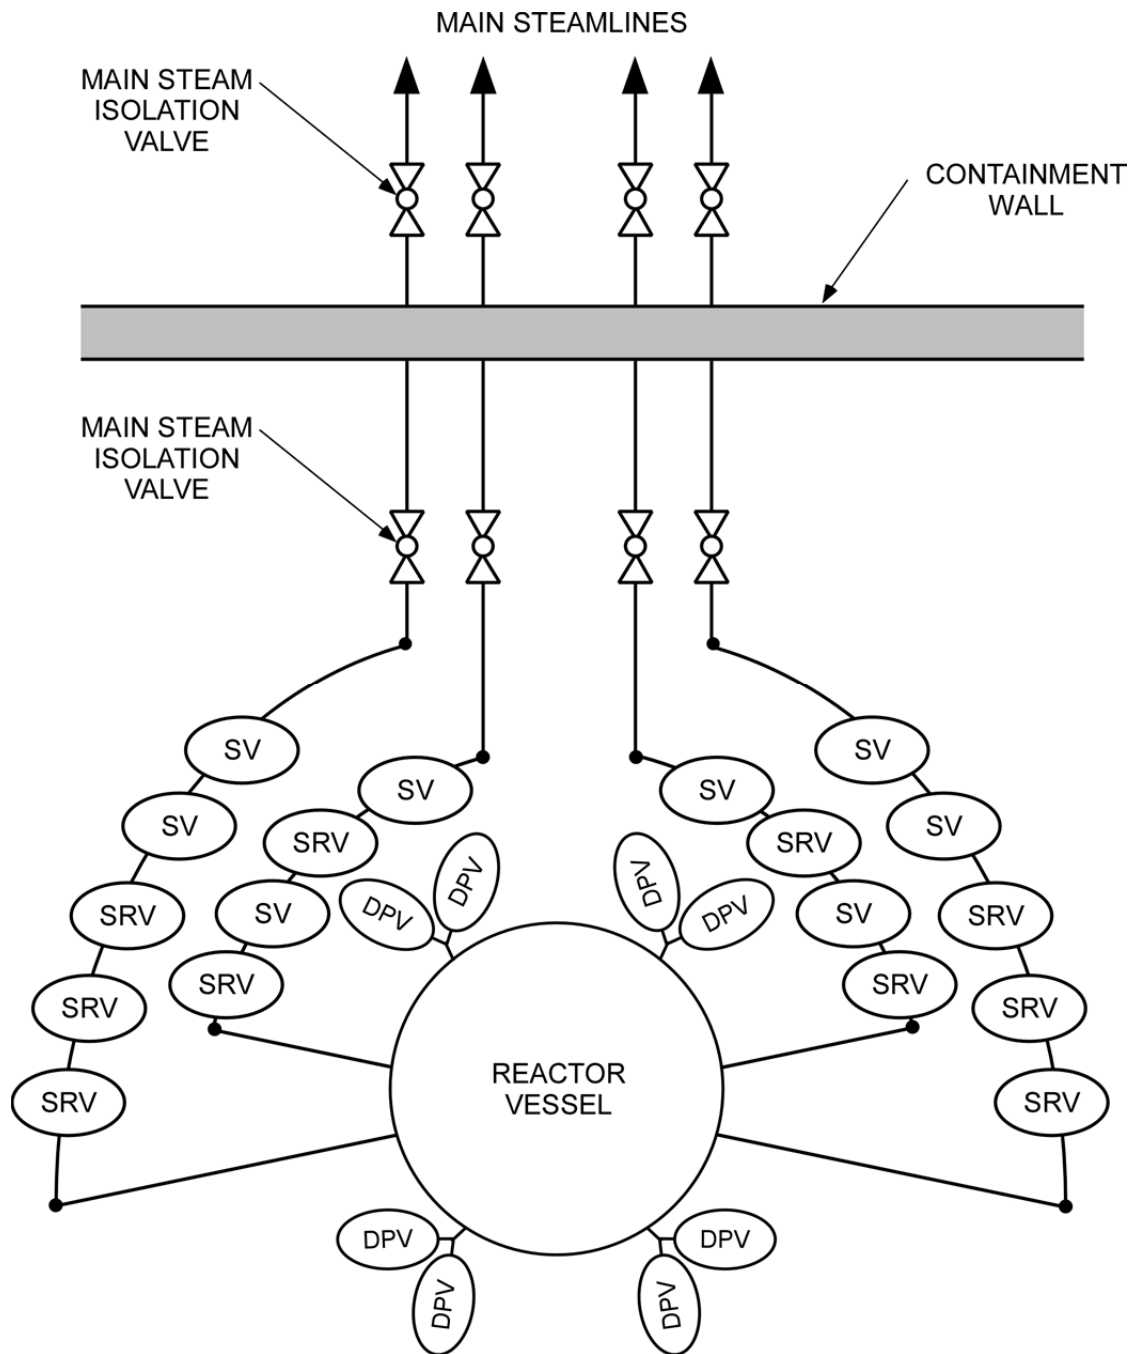 MAIN STEAMLINES
MAIN STEAM
ISOLATION
VALVE
CONTAINMENT
WALL
MAIN STEAM
ISOLATION
VALVE
SV
SV
SV
SV
SV
SV
SRV
SRV
DPV
DPV
DPV
DPV
SRV
SV
SV
SRV
SRV
SRV
SRV
SRV
REACTOR
VESSEL
SRV
SRV
DPV
DPV
DPV
DPV